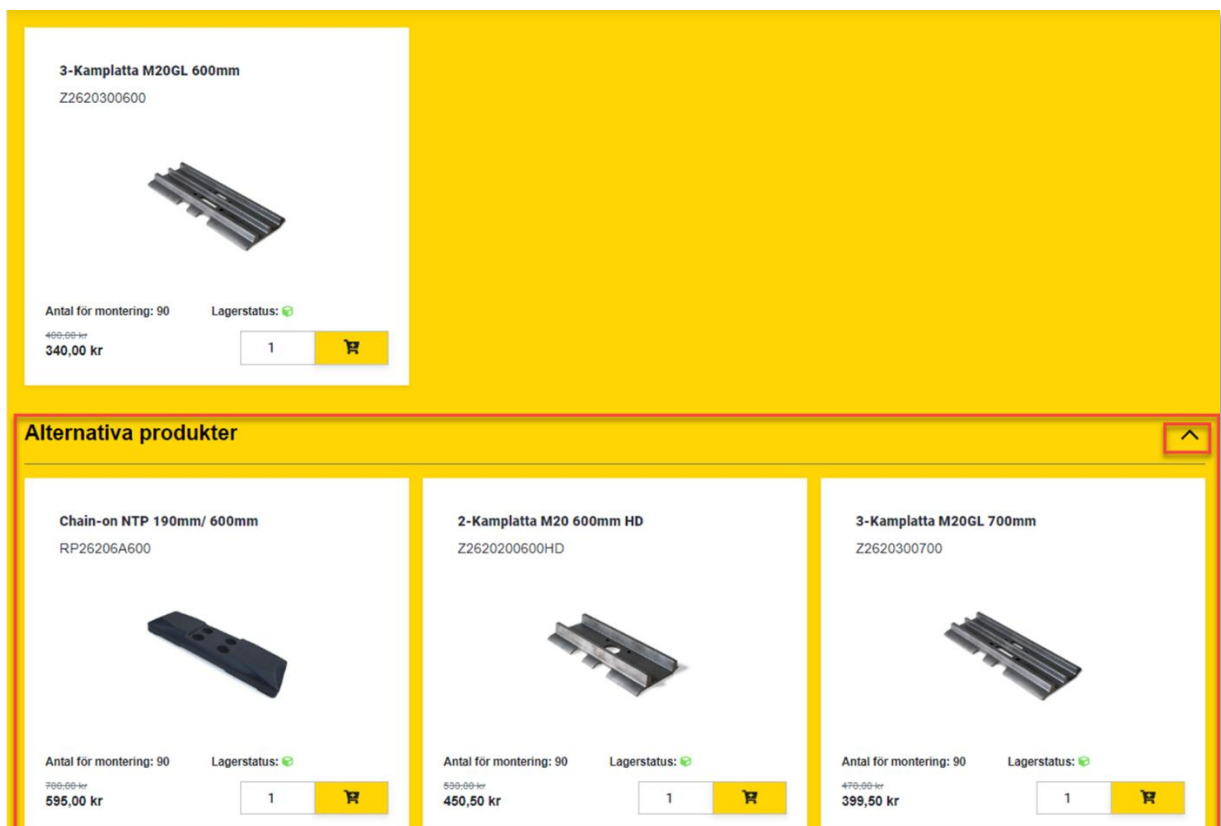 3-Kamplatta M20GL 600mm
Z2620300600
Antal för montering: 90 Lagerstatus:
400,00 kr
340,00 kr 1
Alternativa produkter
Chain-on NTP 190mm/ 600mm
RP26206A600
Antal för montering: 90 Lagerstatus:
700,00 kr
595,00 kr 1
2-Kamplatta M20 600mm HD
Z2620200600HD
Antal för montering: 90 Lagerstatus:
530,00 kr
450,50 kr 1
3-Kamplatta M20GL 700mm
Z2620300700
Antal för montering: 90 Lagerstatus:
470,00 kr
399,50 kr 1